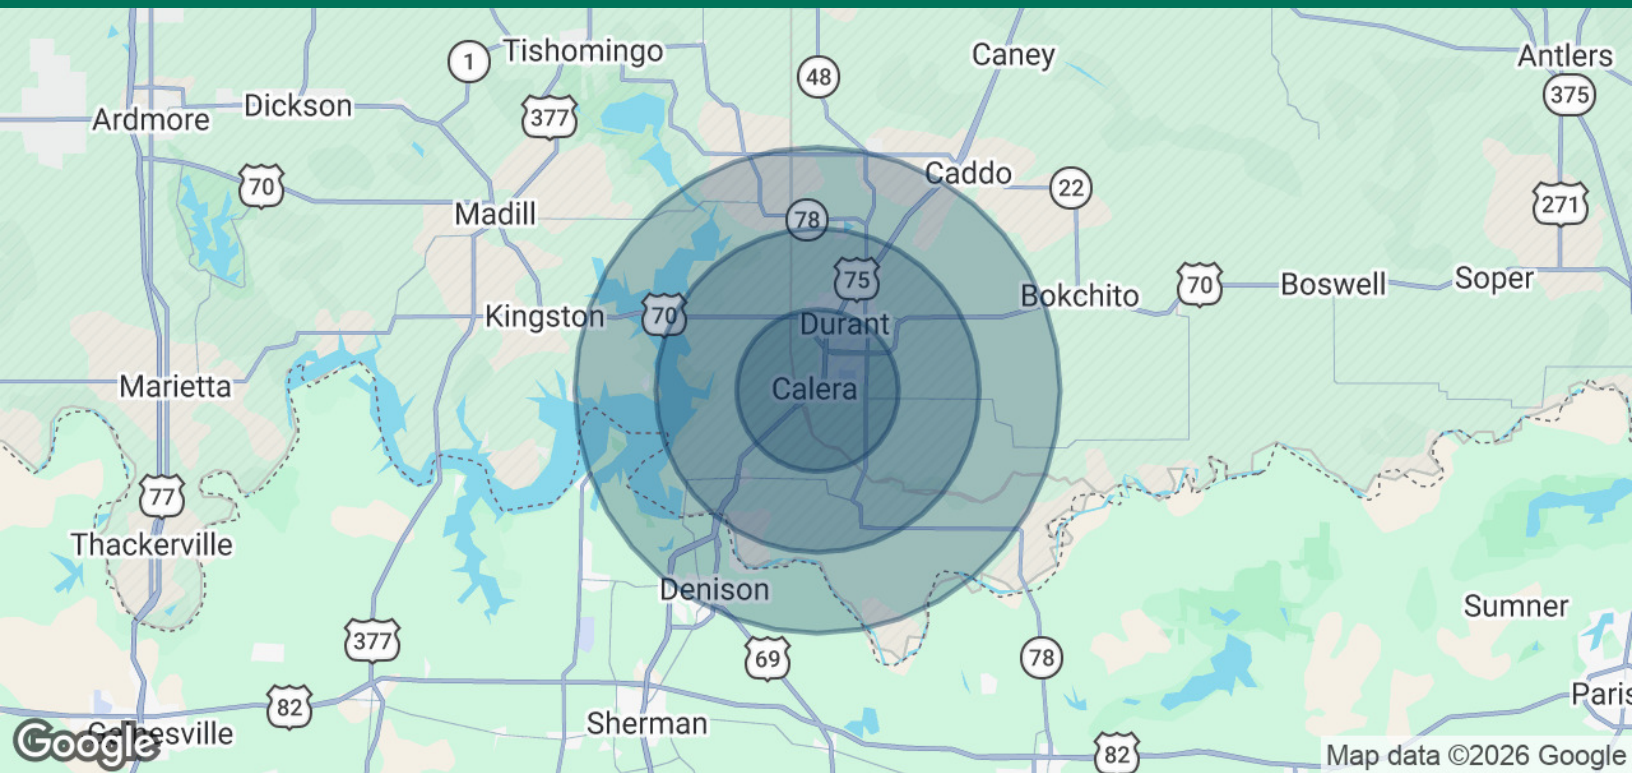 Tishomingo
Caney
Antlers
1
48
375
Dickson
377
Ardmore
Caddo
70
22
271
Madill
78
75
Soper
70
Boswell
Bokchito
Kingston
70
Durant
Marietta
Calera
77
Thackerville
Denison
Sumner
377
69
78
Paris
82
Sherman
Gainesville
Google
82
Map data ©2026 Google